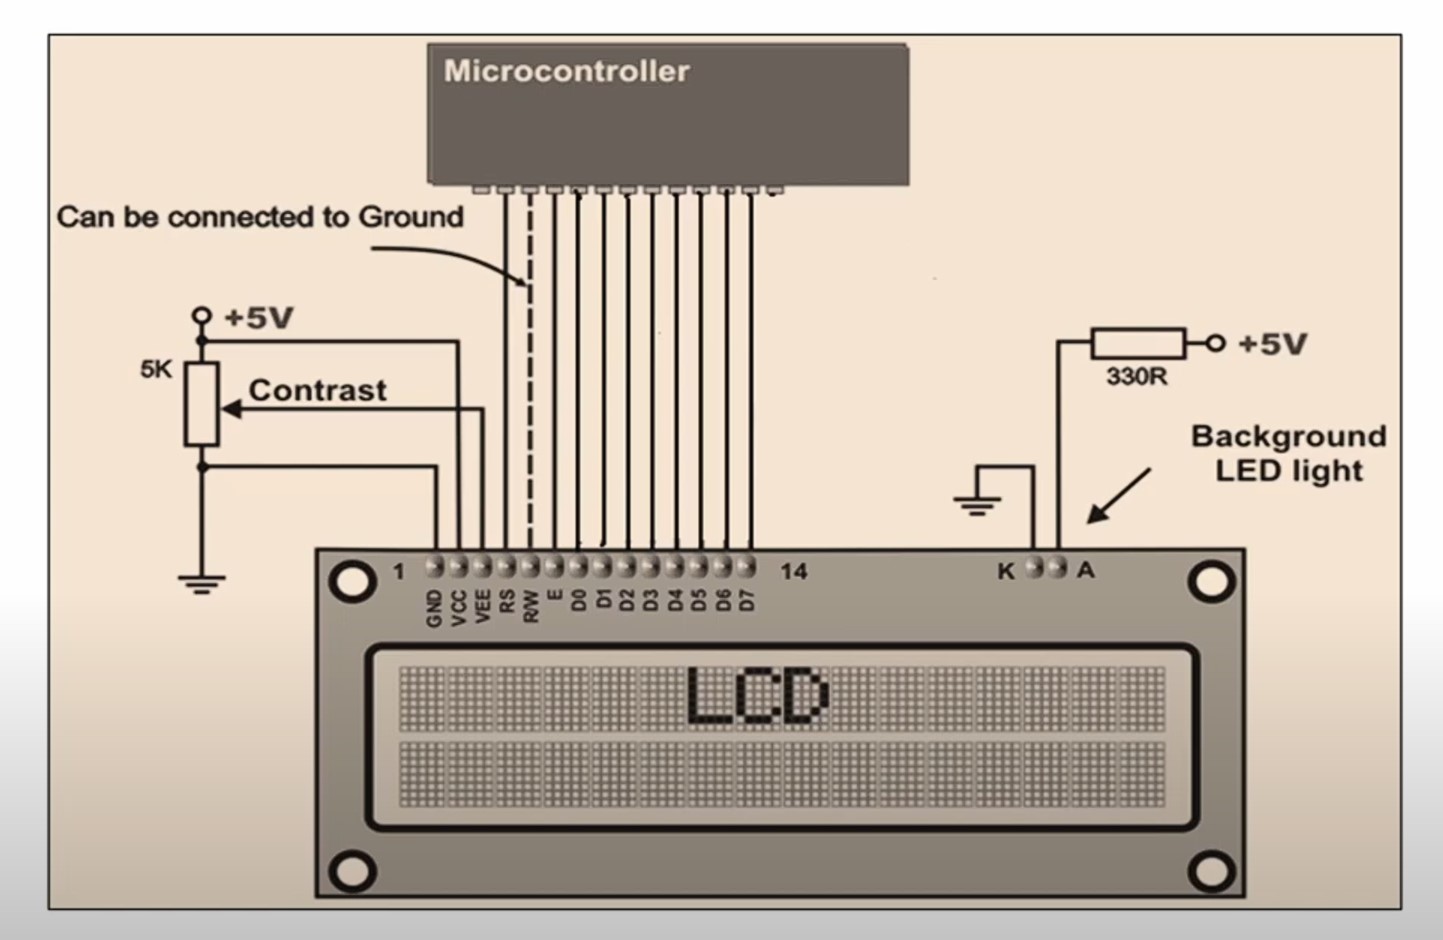 Microcontroller
Can be connected to Ground
+5V
5K
Contrast
+5V
330R
Background
LED light
1
14
K
A
GND
VCC
VEE
RS
R/W
E
D0
D1
D2
D3
D4
D5
D6
D7
LCD